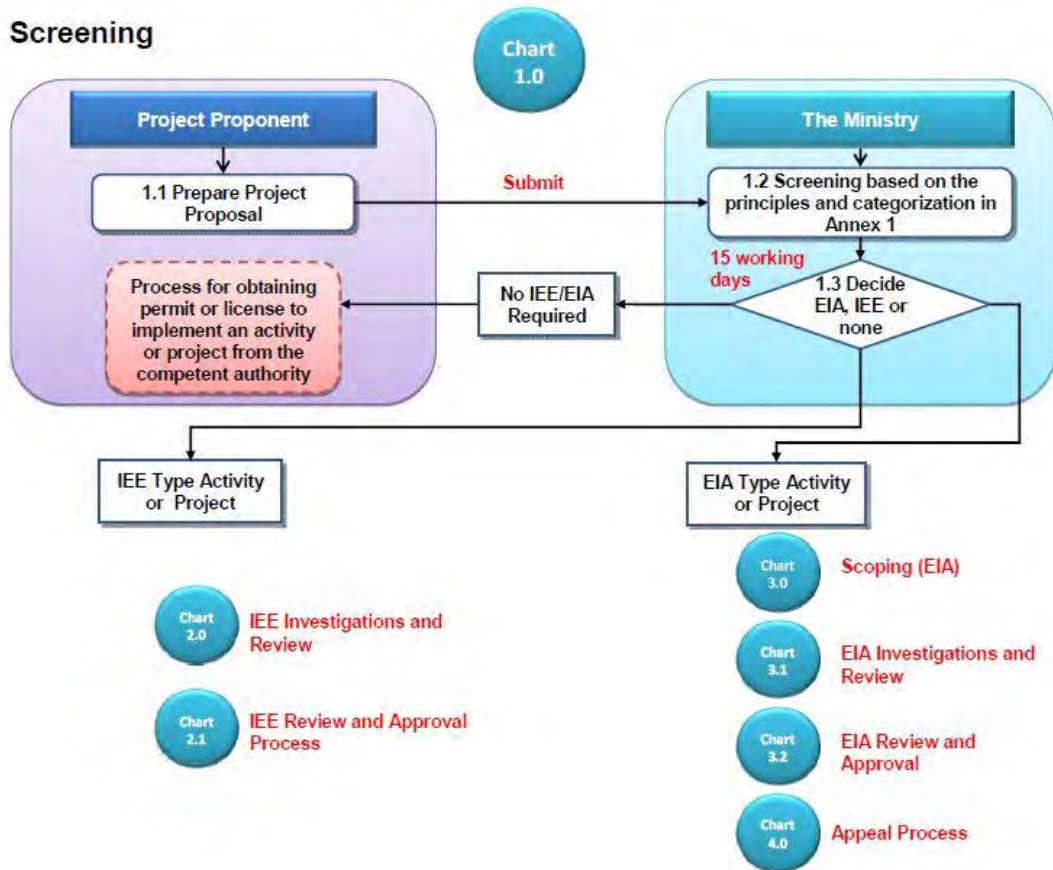 Screening
Chart
1.0
Project Proponent
The Ministry
1.1 Prepare Project
Proposal
Submit
1.2 Screening based on the
principles and categorization in
Annex 1
15 working
days
Process for obtaining
permit or license to
implement an activity
or project from the
competent authority
No IEE/EIA
Required
1.3 Decide
EIA, IEE or
none
IEE Type Activity
or Project
EIA Type Activity
or Project
Chart
2.0
IEE Investigations and
Review
Chart
2.1
IEE Review and Approval
Process
Chart
3.0
Scoping (EIA)
Chart
3.1
EIA Investigations and
Review
Chart
3.2
EIA Review and
Approval
Chart
4.0
Appeal Process